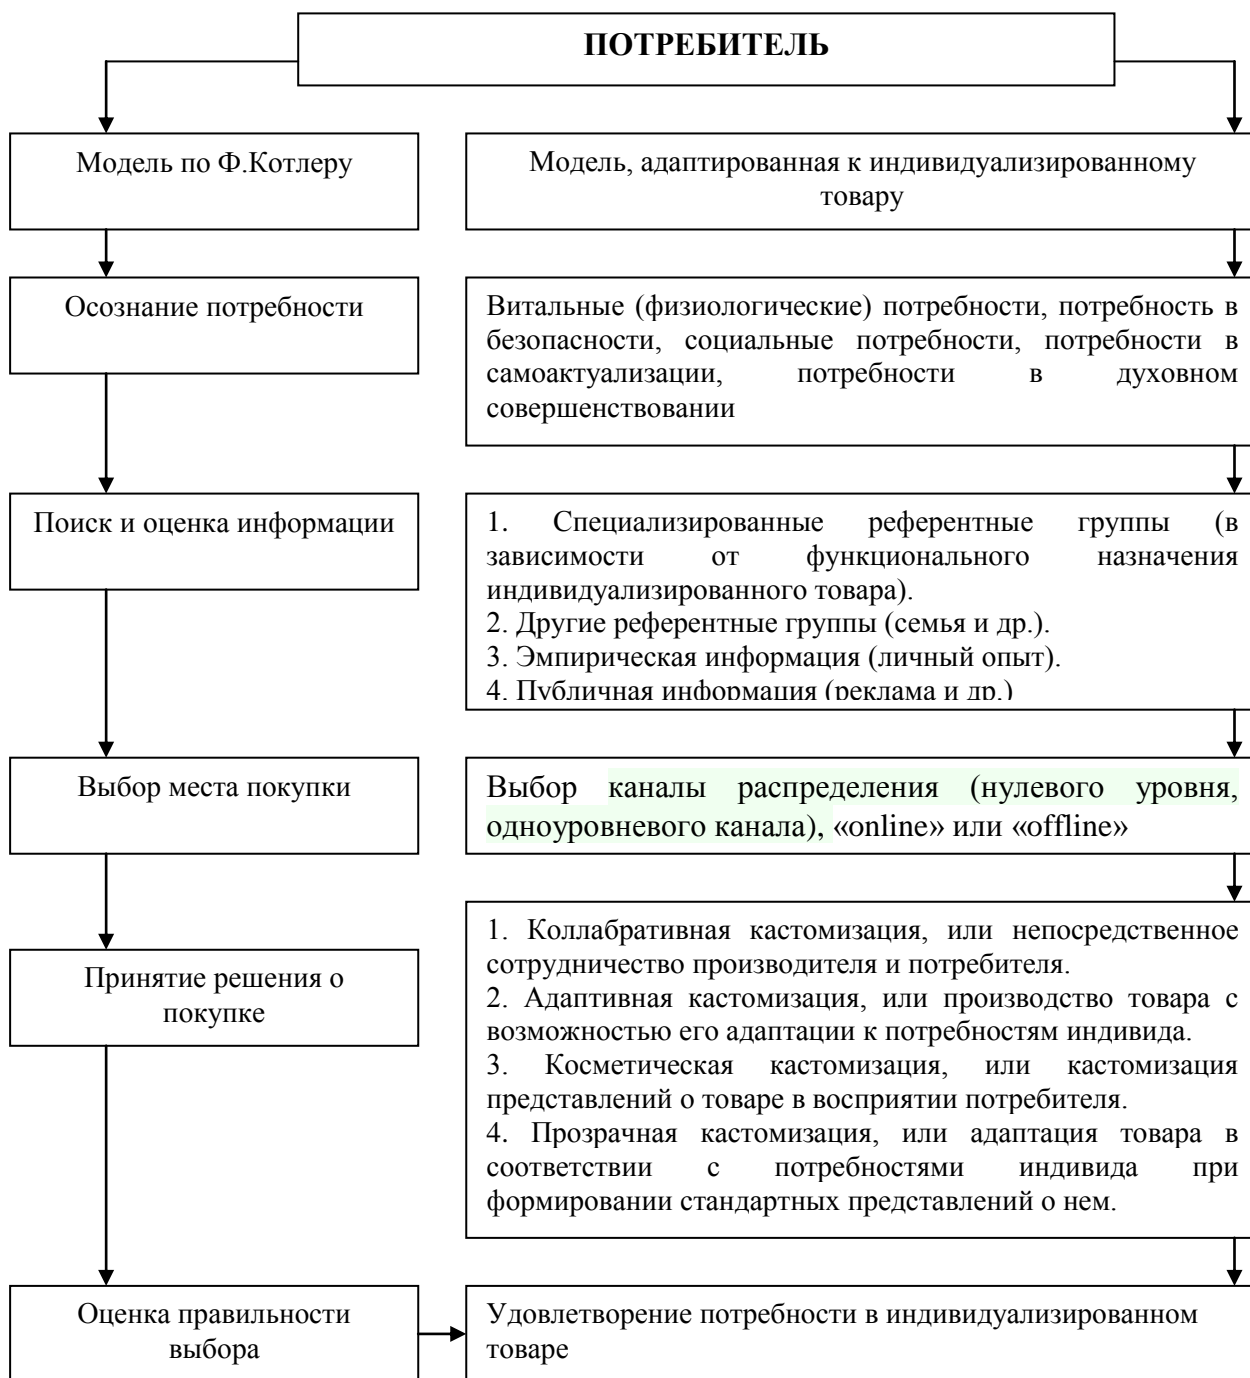 ПОТРЕБИТЕЛЬ
Модель по Ф.Котлеру
Модель, адаптированная к индивидуализированному
товару
Осознание потребности
Витальные (физиологические) потребности, потребность в
безопасности, социальные потребности, потребности в
самоактуализации, потребности в духовном
совершенствовании
Поиск и оценка информации
1. Специализированные референтные группы (в
зависимости от функционального назначения
индивидуализированного товара).
2. Другие референтные группы (семья и др.).
3. Эмпирическая информация (личный опыт).
4. Публичная информация (реклама и др.)
Выбор места покупки
Выбор каналы распределения (нулевого уровня,
одноуровневого канала), «online» или «offline»
Принятие решения о
покупке
1. Коллабративная кастомизация, или непосредственное
сотрудничество производителя и потребителя.
2. Адаптивная кастомизация, или производство товара с
возможностью его адаптации к потребностям индивида.
3. Косметическая кастомизация, или кастомизация
представлений о товаре в восприятии потребителя.
4. Прозрачная кастомизация, или адаптация товара в
соответствии с потребностями индивида при
формировании стандартных представлений о нем.
Оценка правильности
выбора
Удовлетворение потребности в индивидуализированном
товаре